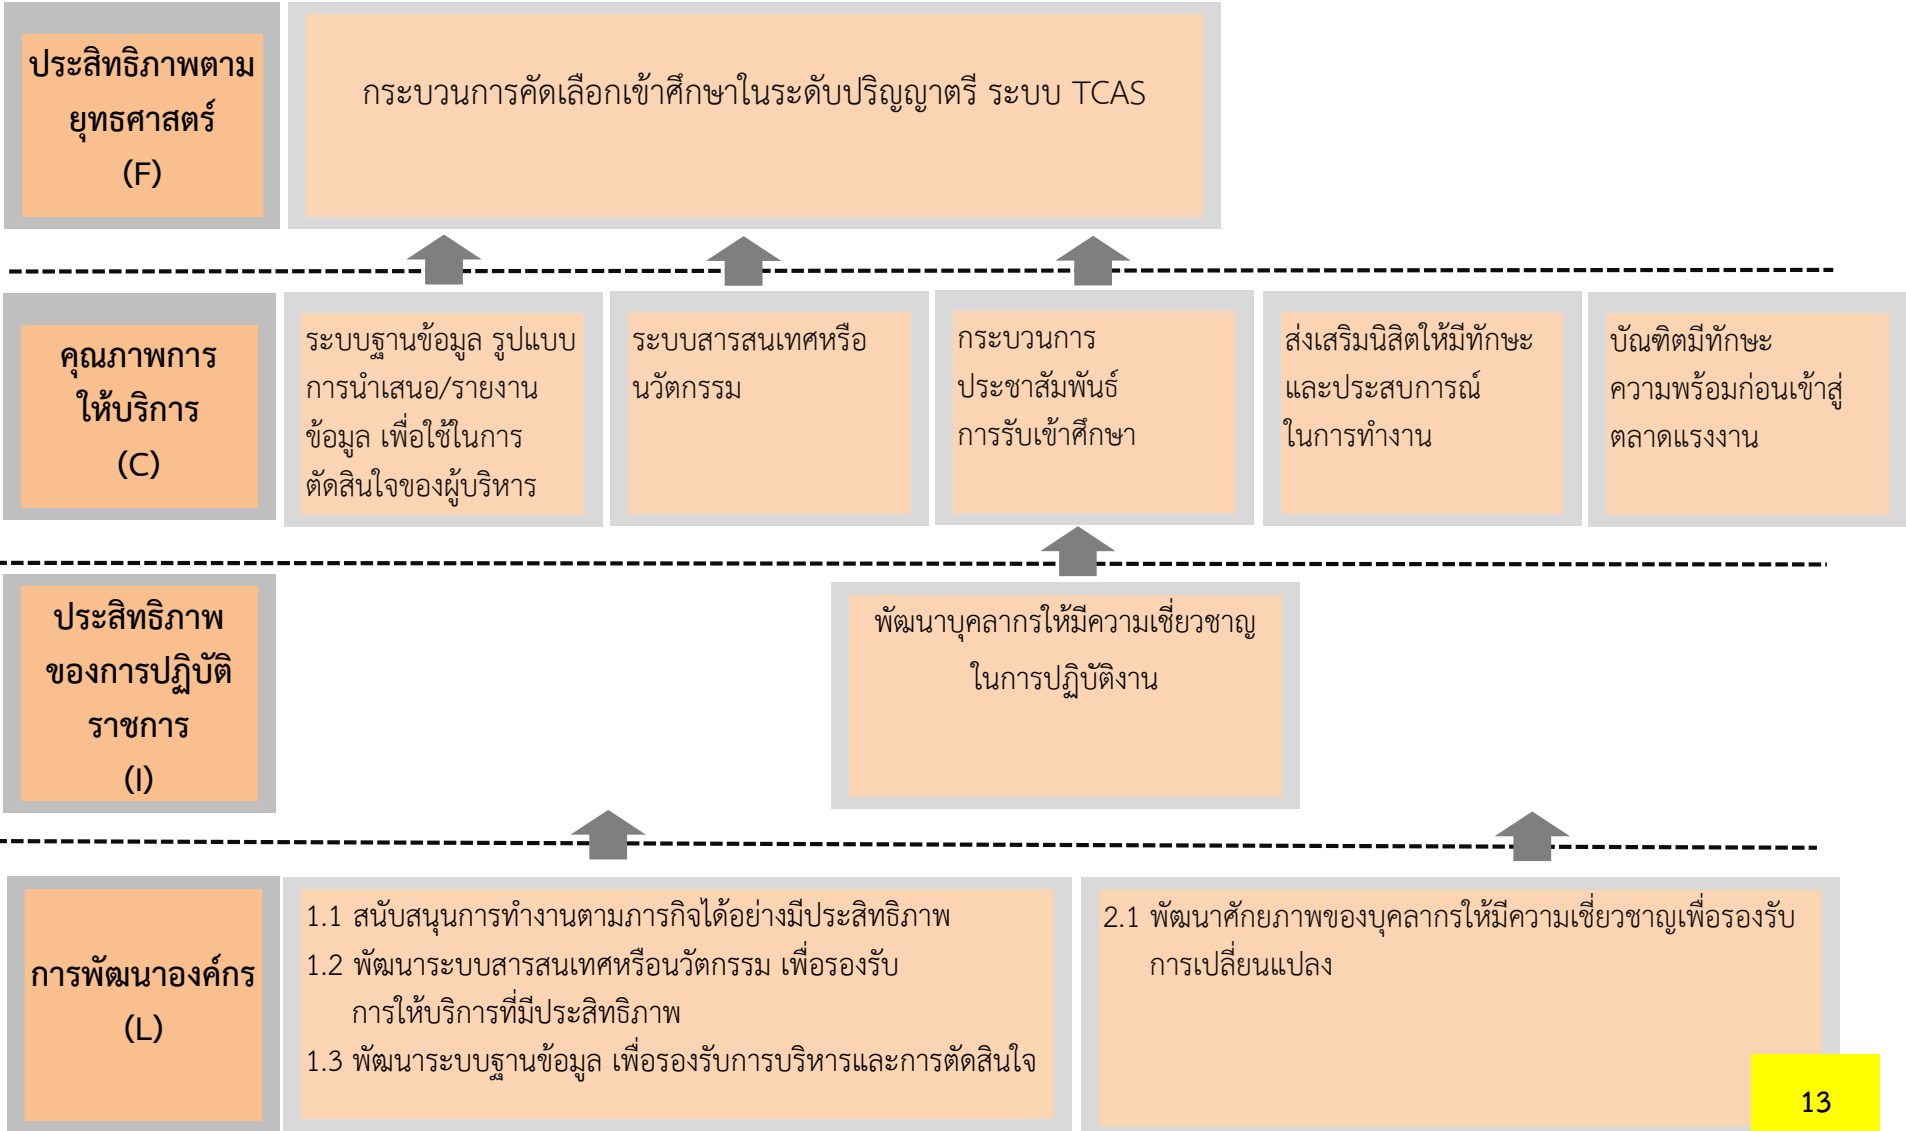 ประสิทธิภาพตาม
ยุทธศาสตร์
(F)
กระบวนการคัดเลือกเข้าศึกษาในระดับปริญญาตรี ระบบ TCAS
คุณภาพการ
ให้บริการ
(C)
ระบบฐานข้อมูล รูปแบบ
การนำเสนอ/รายงาน
ข้อมูล เพื่อใช้ในการ
ตัดสินใจของผู้บริหาร
ระบบสารสนเทศหรือ
นวัตกรรม
กระบวนการ
ประชาสัมพันธ์
การรับเข้าศึกษา
ส่งเสริมนิสิตให้มีทักษะ
และประสบการณ์
ในการทำงาน
บัณฑิตมีทักษะ
ความพร้อมก่อนเข้าสู่
ตลาดแรงงาน
ประสิทธิภาพ
ของการปฏิบัติ
ราชการ
(I)
พัฒนาบุคลากรให้มีความเชี่ยวชาญ
ในการปฏิบัติงาน
การพัฒนาองค์กร
(L)
1.1 สนับสนุนการทำงานตามภารกิจได้อย่างมีประสิทธิภาพ
1.2 พัฒนาระบบสารสนเทศหรือนวัตกรรม เพื่อรองรับ
การให้บริการที่มีประสิทธิภาพ
1.3 พัฒนาระบบฐานข้อมูล เพื่อรองรับการบริหารและการตัดสินใจ
2.1 พัฒนาศักยภาพของบุคลากรให้มีความเชี่ยวชาญเพื่อรองรับ
การเปลี่ยนแปลง
13